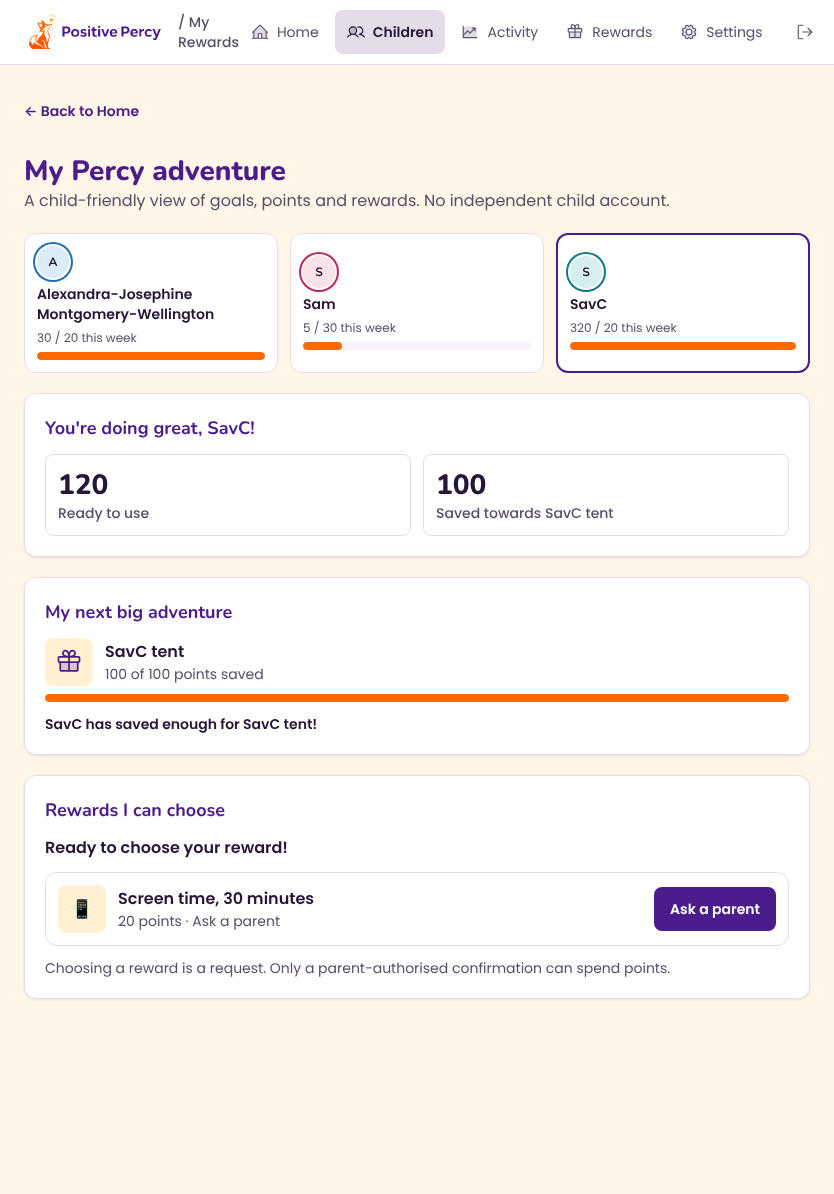 Positive Percy
/ My
Rewards
Home
Children
Activity
Rewards
Settings
← Back to Home
My Percy adventure
A child-friendly view of goals, points and rewards. No independent child account.
A
Alexandra-Josephine
Montgomery-Wellington
30 / 20 this week
S
Sam
5 / 30 this week
S
SavC
320 / 20 this week
You're doing great, SavC!
120
Ready to use
100
Saved towards SavC tent
My next big adventure
SavC tent
100 of 100 points saved
SavC has saved enough for SavC tent!
Rewards I can choose
Ready to choose your reward!
Screen time, 30 minutes
20 points · Ask a parent
Ask a parent
Choosing a reward is a request. Only a parent-authorised confirmation can spend points.